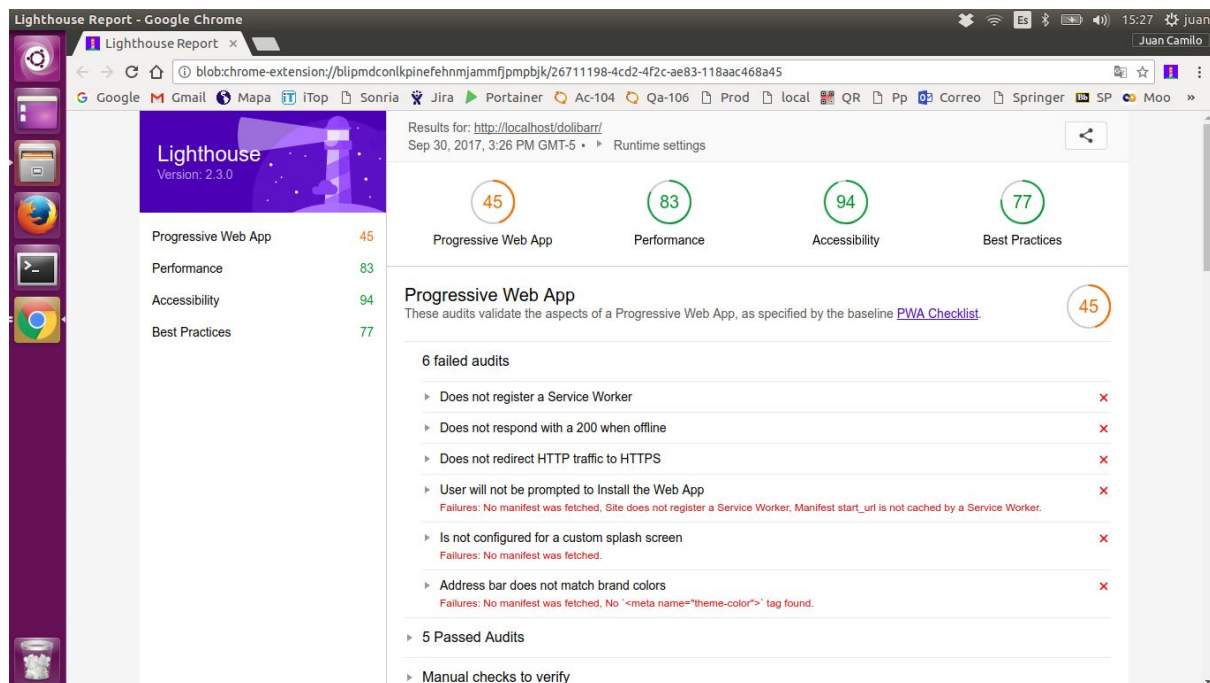 Lighthouse Report - Google Chrome
Es
15:27
juan
Lighthouse Report ×
Juan Camilo
blob:chrome-extension://blipmdconlkpinefehnmjammfjpmpbjk/26711198-4cd2-4f2c-ae83-118aac468a45
Google Gmail Mapa iTop Sonria Jira Portainer Ac-104 Qa-106 Prod local QR Pp Correo Springer SP Moo »
Lighthouse
Version: 2.3.0
Progressive Web App 45
Performance 83
Accessibility 94
Best Practices 77
Results for: http://localhost/dolibarr/
Sep 30, 2017, 3:26 PM GMT-5 • Runtime settings
45 83 94 77
Progressive Web App Performance Accessibility Best Practices
Progressive Web App
These audits validate the aspects of a Progressive Web App, as specified by the baseline PWA Checklist.
45
6 failed audits
Does not register a Service Worker
Does not respond with a 200 when offline
Does not redirect HTTP traffic to HTTPS
User will not be prompted to Install the Web App
Failures: No manifest was fetched, Site does not register a Service Worker, Manifest start_url is not cached by a Service Worker.
Is not configured for a custom splash screen
Failures: No manifest was fetched.
Address bar does not match brand colors
Failures: No manifest was fetched, No `<meta name="theme-color">` tag found.
5 Passed Audits
Manual checks to verify